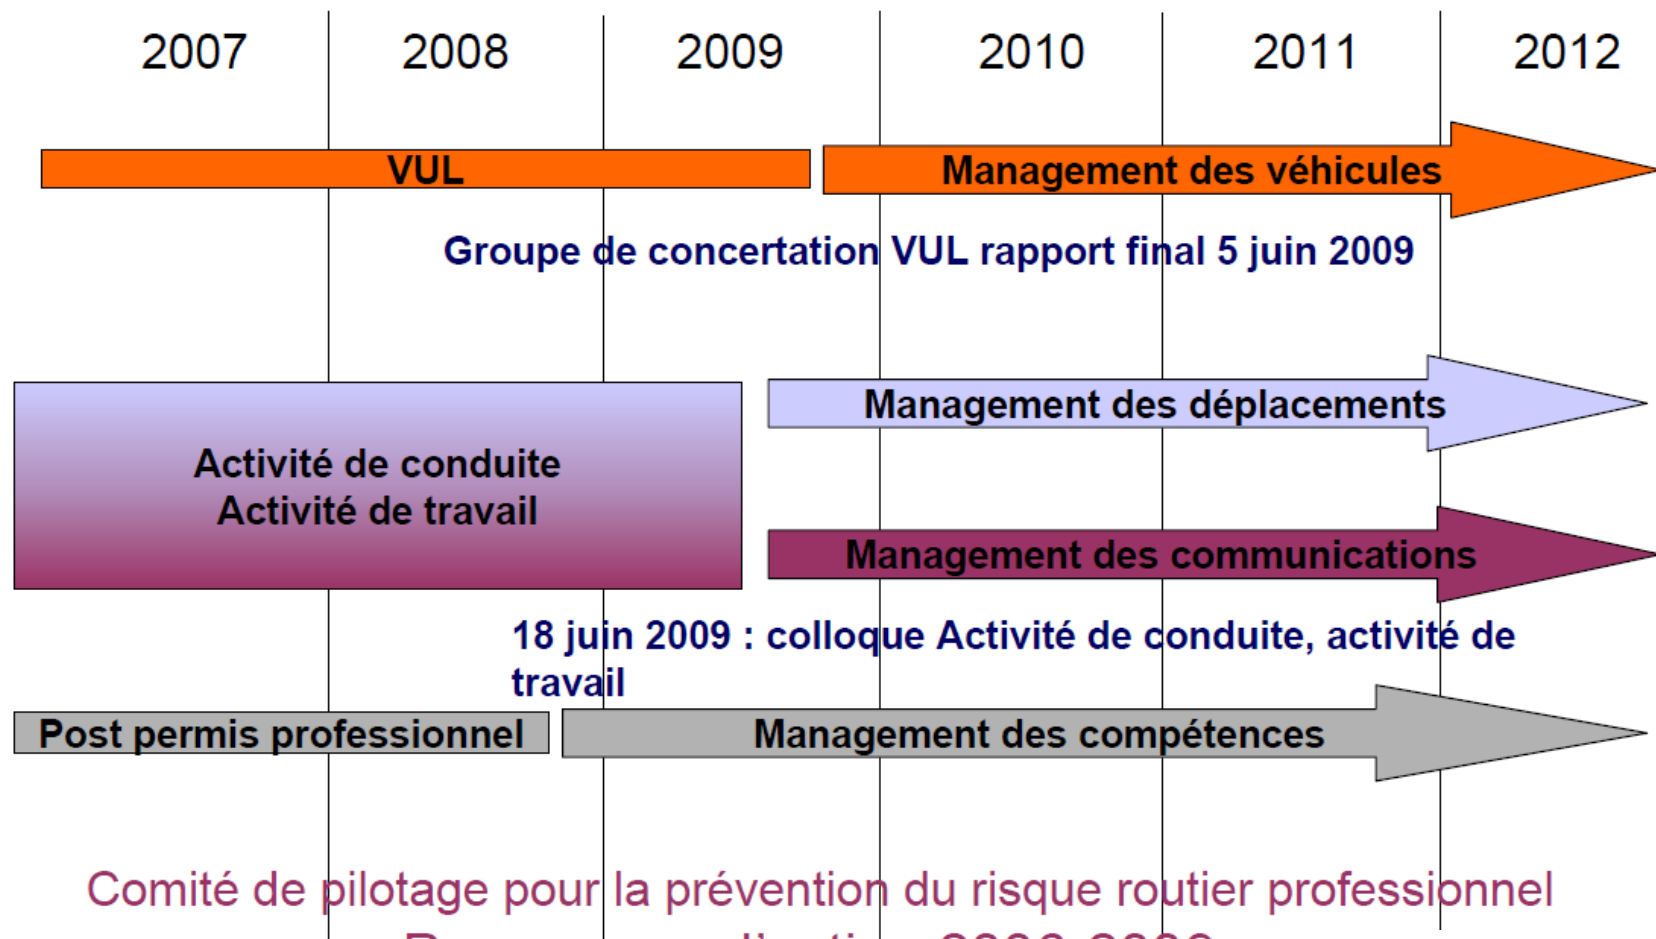 2007 2008 2009 2010 2011 2012
VUL Management des véhicules
Groupe de concertation VUL rapport final 5 juin 2009
Management des déplacements
Activité de conduite
Activité de travail
Management des communications
18 juin 2009 : colloque Activité de conduite, activité de
travail
Post permis professionnel Management des compétences
Comité de pilotage pour la prévention du risque routier professionnel